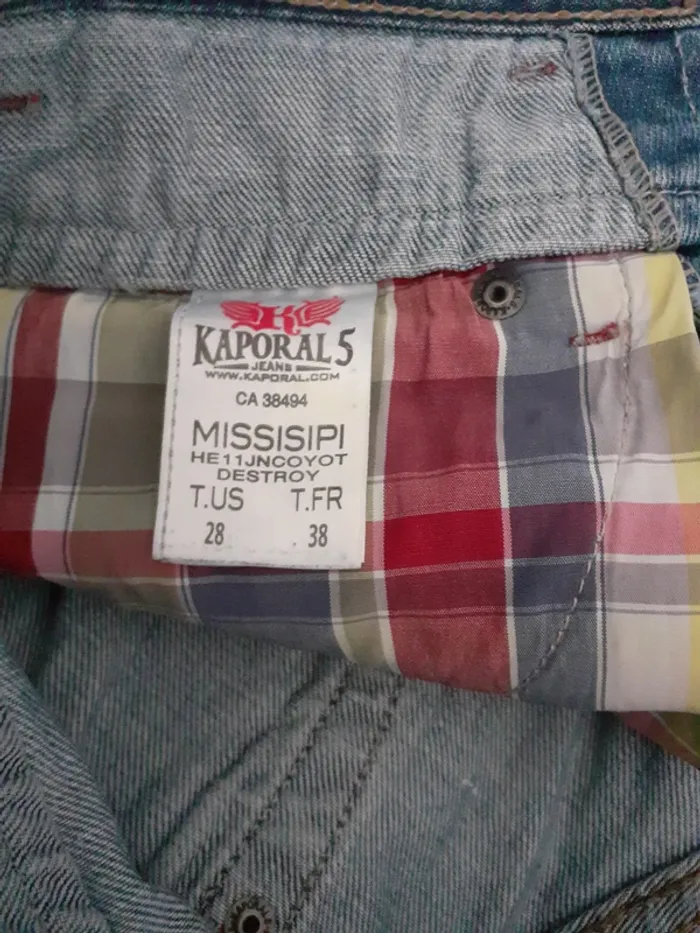 KAPORAL 5
JEANS
WWW.KAPORAL.COM
CA 38494
MISSISIPI
HE11JNCOYOT
DESTROY
T.US T.FR
28 38